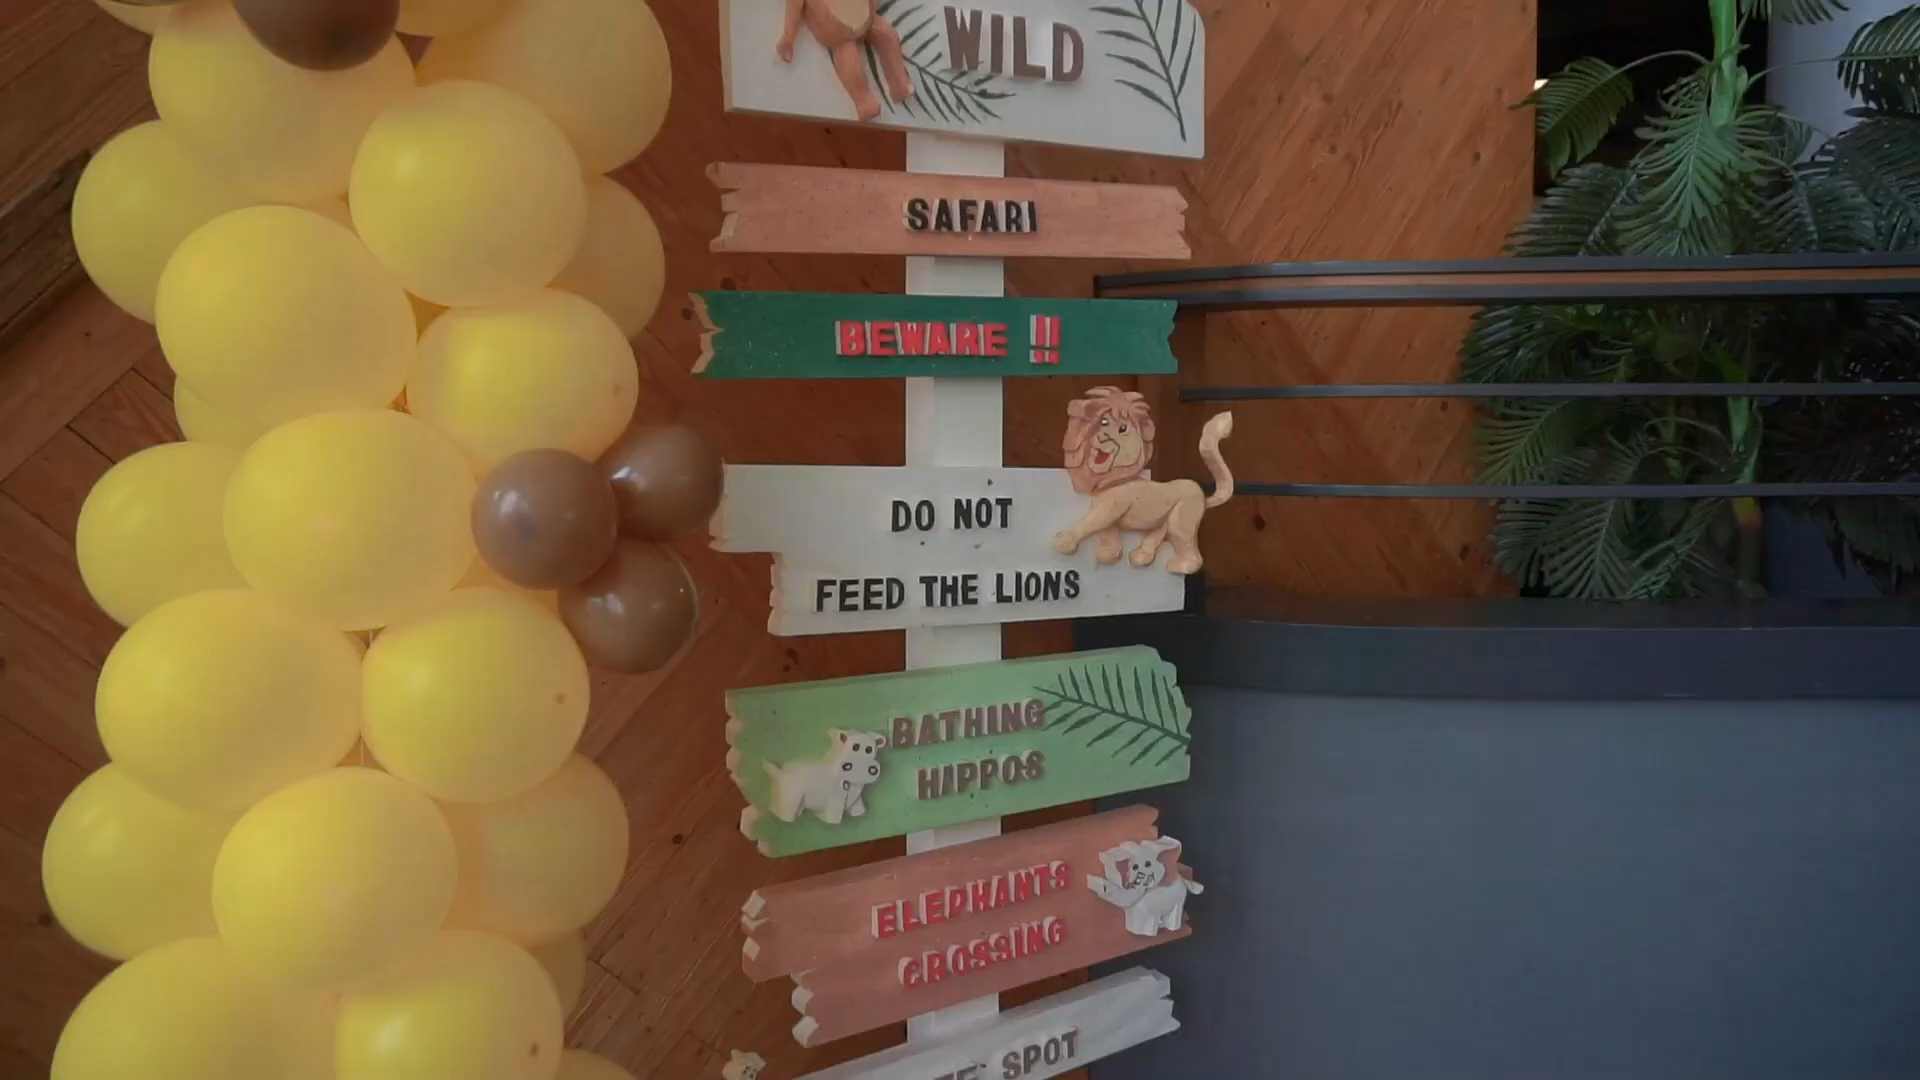 WILD
SAFARI
BEWARE !!
DO NOT
FEED THE LIONS
BATHING
HIPPOS
ELEPHANTS
CROSSING
SPOT